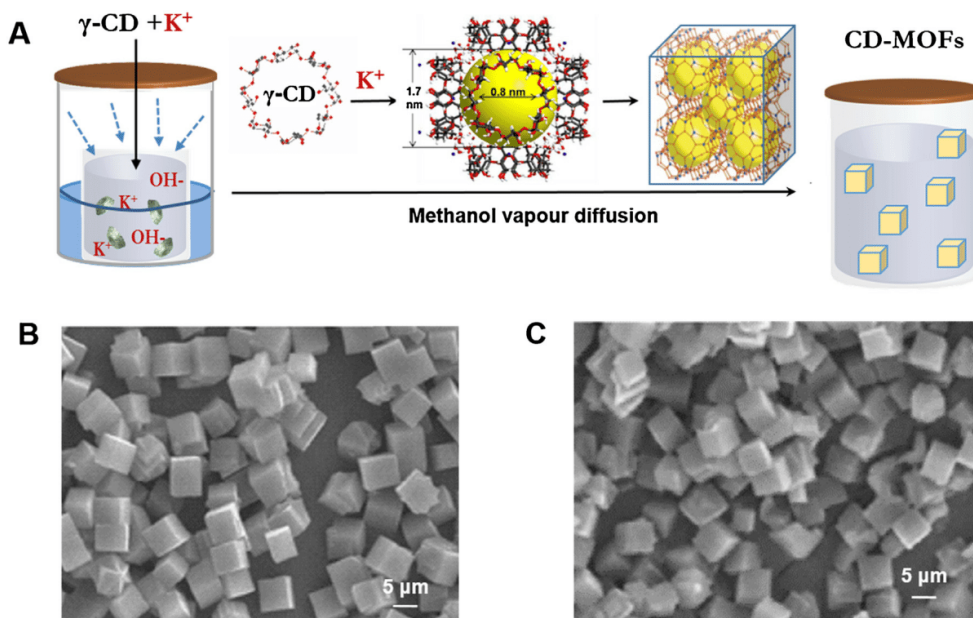 A
γ-CD +K⁺
OH-
K⁺
K⁺
OH-
γ-CD
K⁺
1.7
nm
0.8 nm
Methanol vapour diffusion
CD-MOFs
B
5 μm
C
5 μm